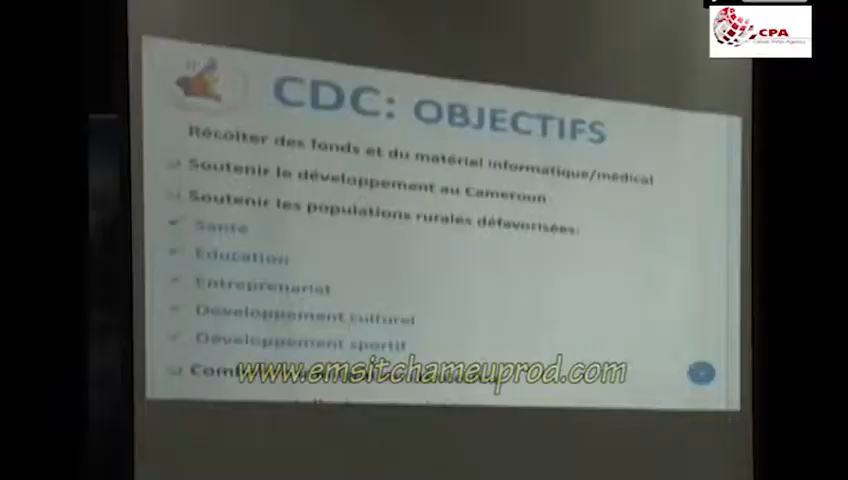 CPA
CDC: OBJECTIFS
Récolter des fonds et du matériel informatique/médical
Soutenir le développement au Cameroun
Soutenir les populations rurales défavorisées:
Santé
Education
Entreprenariat
Développement culturel
Développement sportif
www.emsitchameuprod.com